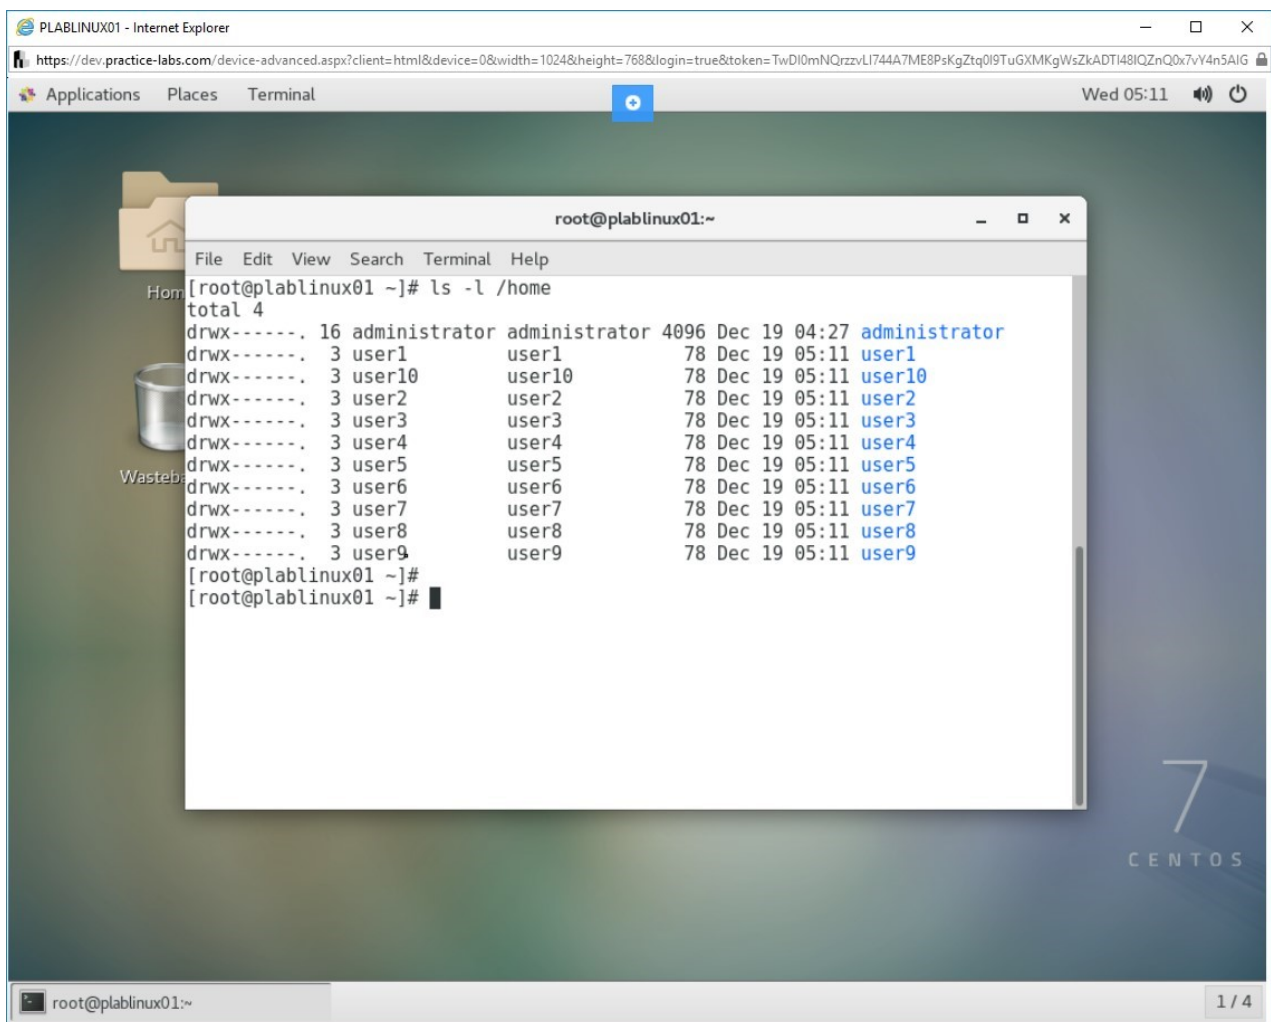 PLABLINUX01 - Internet Explorer
https://dev.practice-labs.com/device-advanced.aspx?client=html&device=0&width=1024&height=768&login=true&token=
Applications Places Terminal Wed 05:11
root@plablinux01:~
File Edit View Search Terminal Help
[root@plablinux01 ~]# ls -l /home
total 4
drwx------. 16 administrator administrator 4096 Dec 19 04:27 administrator
drwx------. 3 user1 user1 78 Dec 19 05:11 user1
drwx------. 3 user10 user10 78 Dec 19 05:11 user10
drwx------. 3 user2 user2 78 Dec 19 05:11 user2
drwx------. 3 user3 user3 78 Dec 19 05:11 user3
drwx------. 3 user4 user4 78 Dec 19 05:11 user4
drwx------. 3 user5 user5 78 Dec 19 05:11 user5
drwx------. 3 user6 user6 78 Dec 19 05:11 user6
drwx------. 3 user7 user7 78 Dec 19 05:11 user7
drwx------. 3 user8 user8 78 Dec 19 05:11 user8
drwx------. 3 user9 user9 78 Dec 19 05:11 user9
[root@plablinux01 ~]#
[root@plablinux01 ~]#
Hom
Wasteb
7
CENTOS
root@plablinux01:~
1 / 4